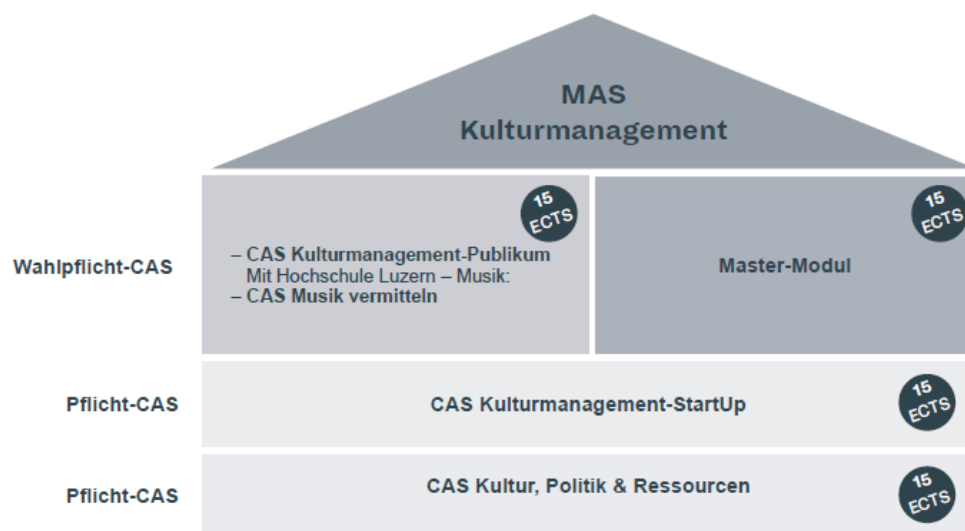 MAS
Kulturmanagement
15
ECTS
15
ECTS
Wahlpflicht-CAS
– CAS Kulturmanagement-Publikum
Mit Hochschule Luzern – Musik:
– CAS Musik vermitteln
Master-Modul
Pflicht-CAS
CAS Kulturmanagement-StartUp
15
ECTS
Pflicht-CAS
CAS Kultur, Politik & Ressourcen
15
ECTS